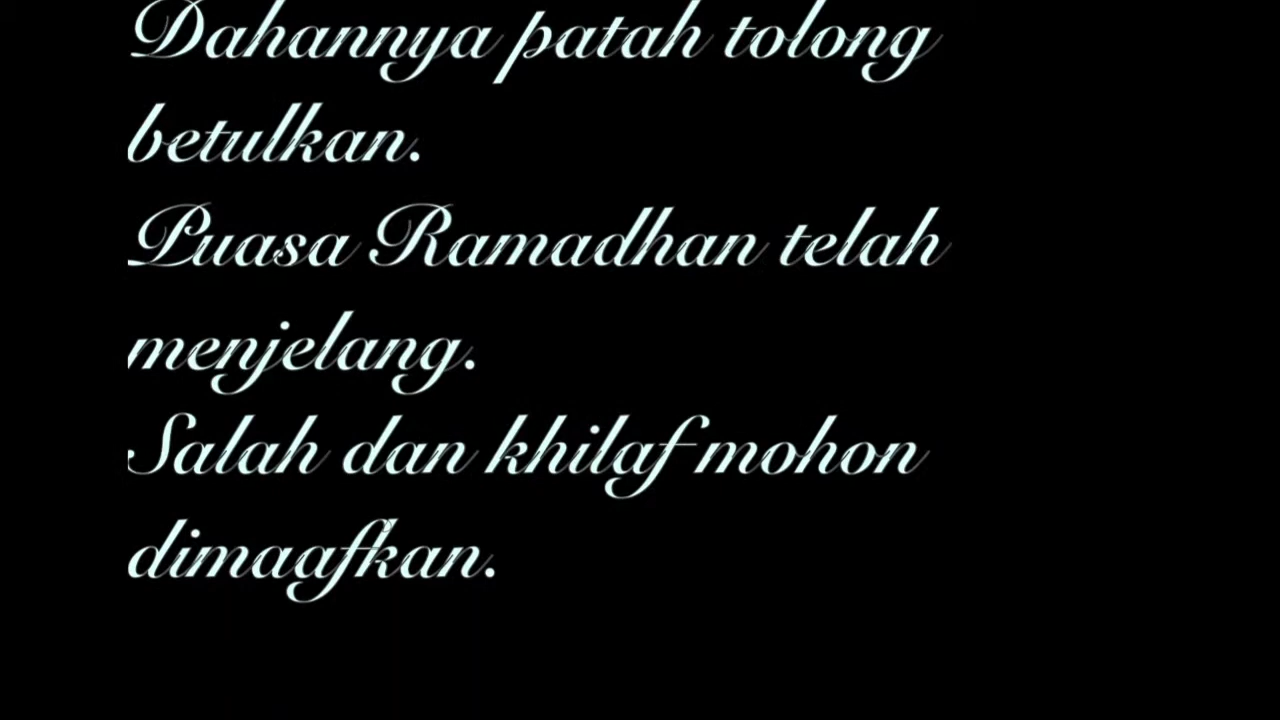 Dahannya patah tolong
betulkan.
Puasa Ramadhan telah
menjelang.
Salah dan khilaf mohon
dimaafkan.